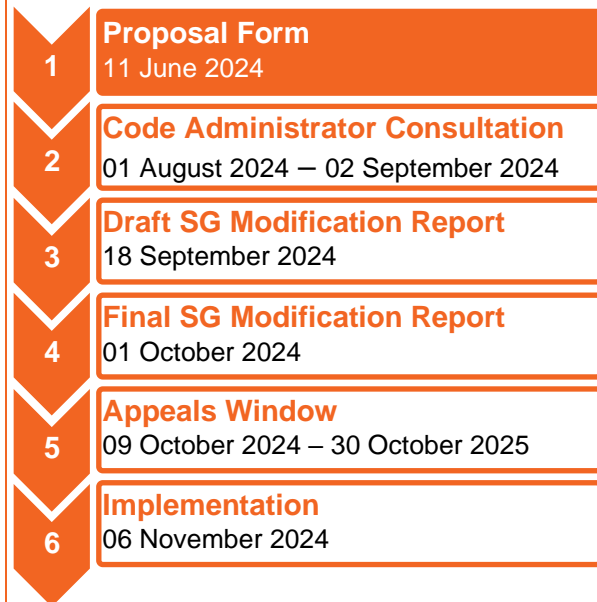 1
Proposal Form
11 June 2024
2
Code Administrator Consultation
01 August 2024 – 02 September 2024
3
Draft SG Modification Report
18 September 2024
4
Final SG Modification Report
01 October 2024
5
Appeals Window
09 October 2024 – 30 October 2025
6
Implementation
06 November 2024